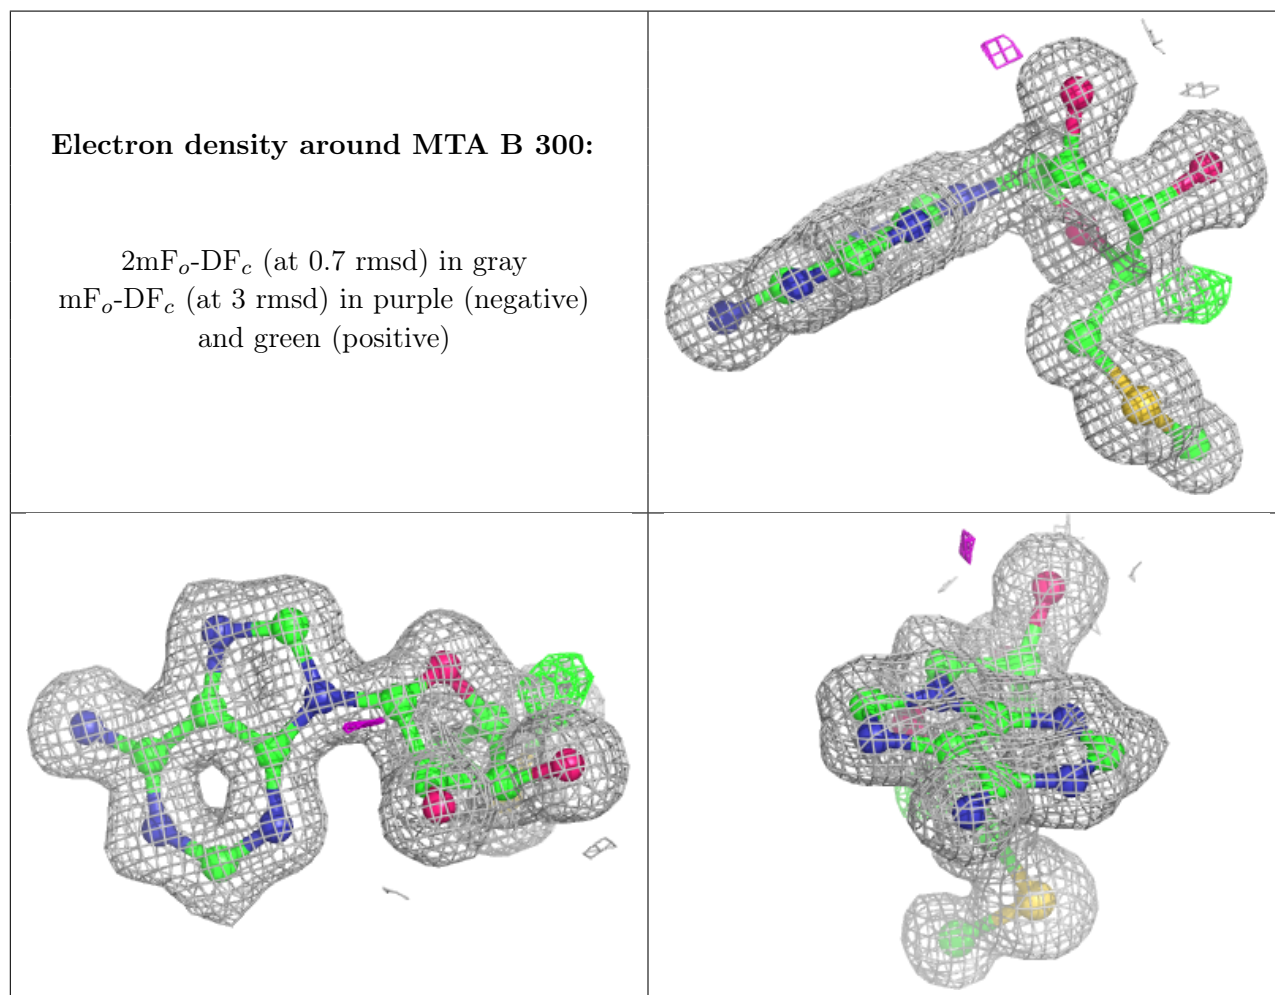 Electron density around MTA B 300:
2mFo-DFc (at 0.7 rmsd) in gray
mFo-DFc (at 3 rmsd) in purple (negative)
and green (positive)